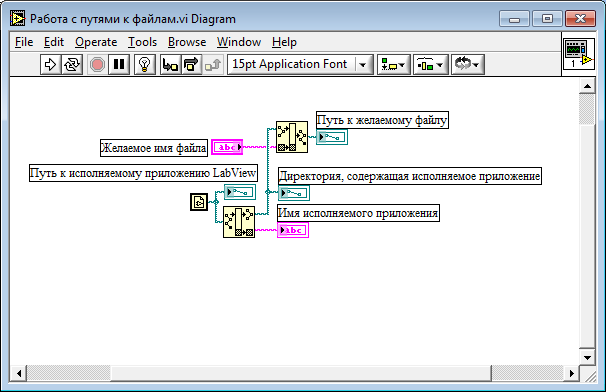 Работа с путями к файлам.vi Diagram
File Edit Operate Tools Browse Window Help
15pt Application Font
1
Путь к желаемому файлу
Желаемое имя файла
abc
Путь к исполняемому приложению LabView
Директория, содержащая исполняемое приложение
Имя исполняемого приложения
abc